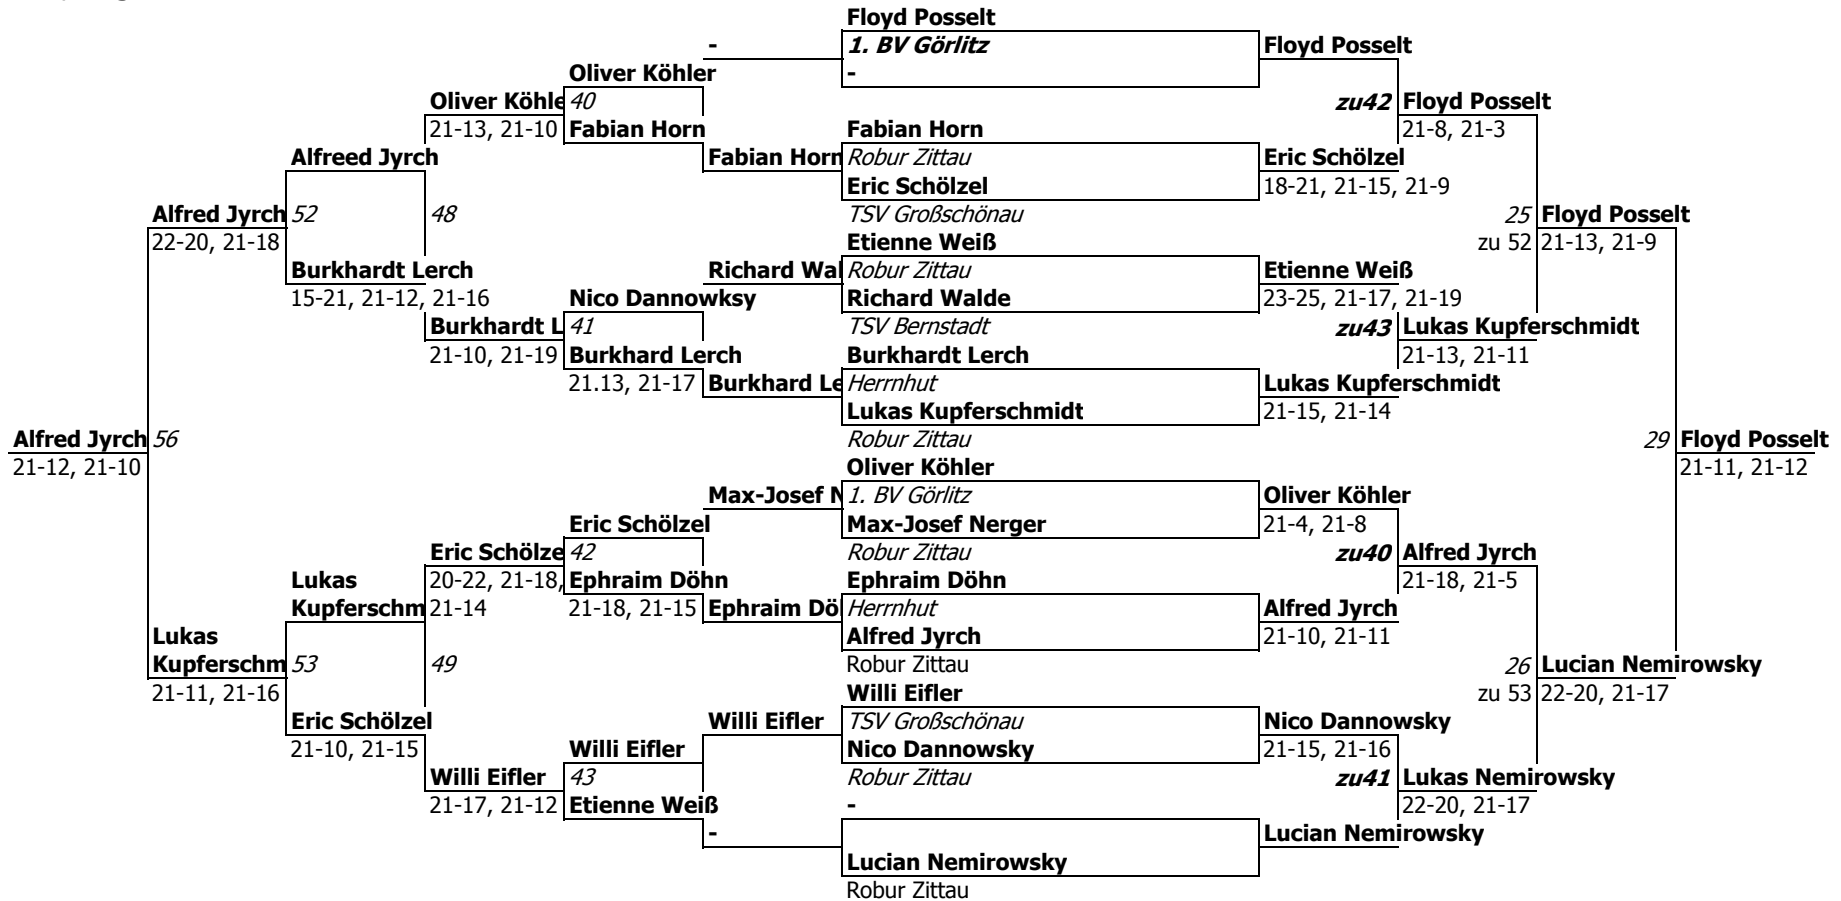 Floyd Posselt
- 1. BV Görlitz Floyd Posselt
Oliver Köhler -
Oliver Köhle 40 zu42 Floyd Posselt
21-13, 21-10 Fabian Horn Fabian Horn 21-8, 21-3
Alfreed Jyrch Fabian Horn Robur Zittau Eric Schölzel
Eric Schölzel 18-21, 21-15, 21-9
Alfred Jyrch 52 48 TSV Großschönau 25 Floyd Posselt
22-20, 21-18 Etienne Weiß zu 52 21-13, 21-9
Burkhardt Lerch Richard Wal Robur Zittau Etienne Weiß
15-21, 21-12, 21-16 Nico Dannowksy Richard Walde 23-25, 21-17, 21-19
Burkhardt L 41 TSV Bernstadt zu43 Lukas Kupferschmidt
21-10, 21-19 Burkhard Lerch Burkhardt Lerch 21-13, 21-11
21.13, 21-17 Burkhard Le Herrnhut Lukas Kupferschmidt
Lukas Kupferschmidt 21-15, 21-14
Alfred Jyrch 56 Robur Zittau 29 Floyd Posselt
21-12, 21-10 Oliver Köhler 21-11, 21-12
Max-Josef N 1. BV Görlitz Oliver Köhler
Eric Schölzel Max-Josef Nerger 21-4, 21-8
Eric Schölze 42 Robur Zittau zu40 Alfred Jyrch
Lukas 20-22, 21-18, Ephraim Döhn Ephraim Döhn 21-18, 21-5
Kupferschm 21-14 21-18, 21-15 Ephraim Dö Herrnhut Alfred Jyrch
Lukas Alfred Jyrch 21-10, 21-11
Kupferschm 53 49 Robur Zittau 26 Lucian Nemirowsky
21-11, 21-16 Willi Eifler zu 53 22-20, 21-17
Eric Schölzel Willi Eifler TSV Großschönau Nico Dannowsky
21-10, 21-15 Willi Eifler Nico Dannowsky 21-15, 21-16
Willi Eifler 43 Robur Zittau zu41 Lukas Nemirowsky
21-17, 21-12 Etienne Weiß - 22-20, 21-17
- Lucian Nemirowsky
Lucian Nemirowsky
Robur Zittau